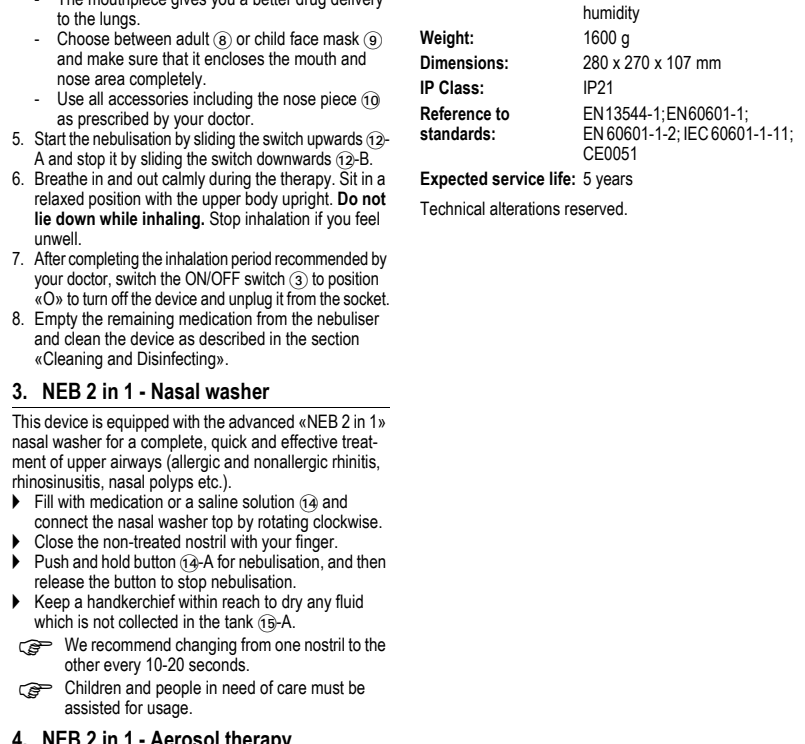 - The mouthpiece gives you a better drug delivery
to the lungs.
- Choose between adult ⑧ or child face mask ⑨
and make sure that it encloses the mouth and
nose area completely.
- Use all accessories including the nose piece ⑩
as prescribed by your doctor.
5. Start the nebulisation by sliding the switch upwards ⑫-
A and stop it by sliding the switch downwards ⑫-B.
6. Breathe in and out calmly during the therapy. Sit in a
relaxed position with the upper body upright. Do not
lie down while inhaling. Stop inhalation if you feel
unwell.
7. After completing the inhalation period recommended by
your doctor, switch the ON/OFF switch ③ to position
«O» to turn off the device and unplug it from the socket.
8. Empty the remaining medication from the nebuliser
and clean the device as described in the section
«Cleaning and Disinfecting».
3. NEB 2 in 1 - Nasal washer
This device is equipped with the advanced «NEB 2 in 1»
nasal washer for a complete, quick and effective treat-
ment of upper airways (allergic and nonallergic rhinitis,
rhinosinusitis, nasal polyps etc.).
Fill with medication or a saline solution ⑭ and
connect the nasal washer top by rotating clockwise.
Close the non-treated nostril with your finger.
Push and hold button ⑭-A for nebulisation, and then
release the button to stop nebulisation.
Keep a handkerchief within reach to dry any fluid
which is not collected in the tank ⑮-A.
We recommend changing from one nostril to the
other every 10-20 seconds.
Children and people in need of care must be
assisted for usage.
4. NEB 2 in 1 - Aerosol therapy
humidity
Weight: 1600 g
Dimensions: 280 x 270 x 107 mm
IP Class: IP21
Reference to EN13544-1; EN60601-1;
standards: EN 60601-1-2; IEC 60601-1-11;
CE0051
Expected service life: 5 years
Technical alterations reserved.